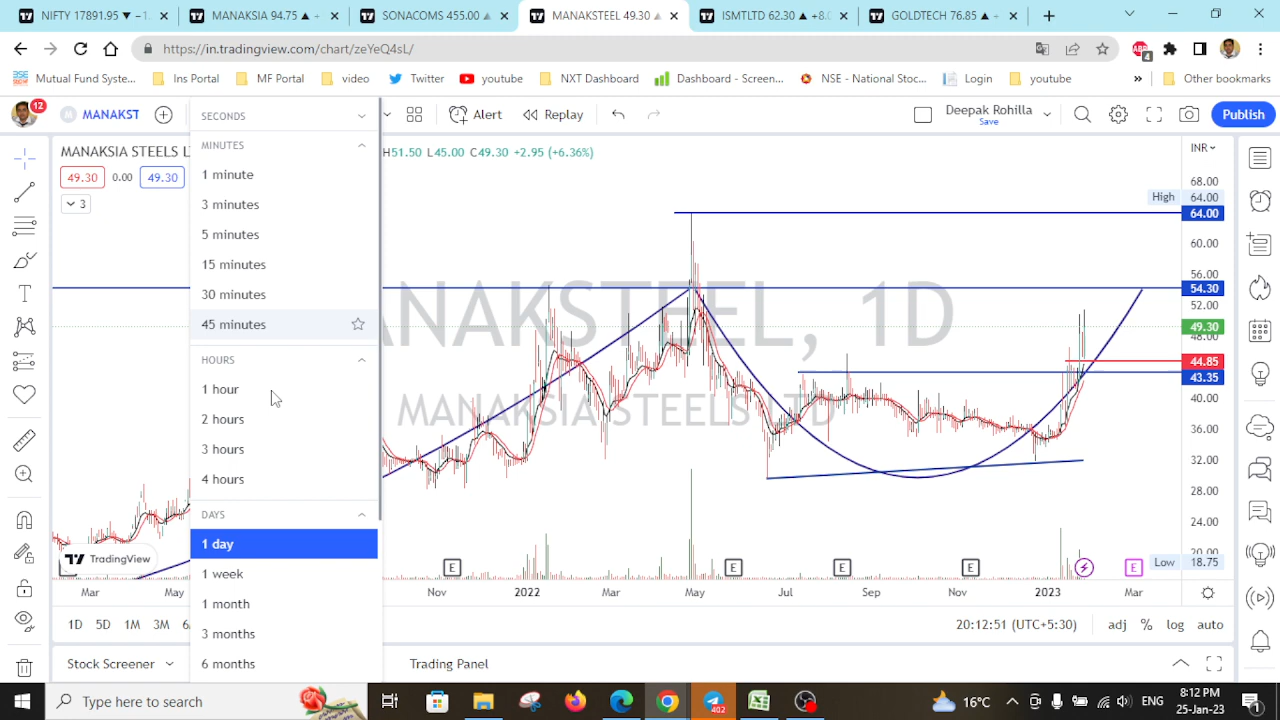 NIFTY 17891.95 ▼ −1.
MANAKSIA 94.75 ▲ +
SONACOMS 455.00
MANAKSTEEL 49.30
ISMTLTD 62.30 ▲ +8.0
GOLDTECH 76.85 ▲ +
https://in.tradingview.com/chart/zeYeQ4sL/
4
Mutual Fund Syste...
Ins Portal
MF Portal
video
Twitter
youtube
NXT Dashboard
Dashboard - Screen...
NSE - National Stoc...
Login
youtube
»
Other bookmarks
12
MANAKST
Alert
Replay
Deepak Rohilla
Save
Publish
MANAKSIA STEELS LT
H51.50 L45.00 C49.30 +2.95 (+6.36%)
INR
49.30
0.00
49.30
3
SECONDS
MINUTES
1 minute
3 minutes
5 minutes
15 minutes
30 minutes
45 minutes
HOURS
1 hour
2 hours
3 hours
4 hours
DAYS
1 day
1 week
1 month
3 months
6 months
ANAKSTEEL, 1D
MANAKSIA STEELS LTD
68.00
High 64.00
64.00
60.00
56.00
54.30
52.00
49.30
48.00
44.85
43.35
40.00
36.00
32.00
28.00
24.00
20.00
Low 18.75
E
E
E
E
E
TradingView
Mar
May
Nov
2022
Mar
May
Jul
Sep
Nov
2023
Mar
1D
5D
1M
3M
6
20:12:51 (UTC+5:30)
adj
%
log
auto
Stock Screener
Trading Panel
Type here to search
402
16°C
ENG
8:12 PM
25-Jan-23
1